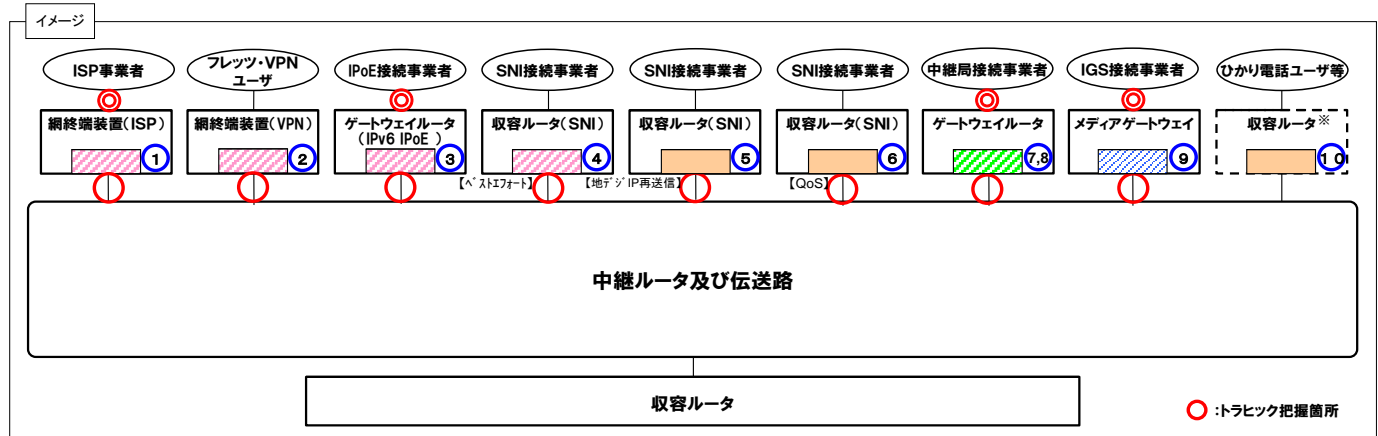 イメージ
ISP事業者
フレッツ・VPN
ユーザ
IPoE接続事業者
SNI接続事業者
SNI接続事業者
SNI接続事業者
中継局接続事業者
IGS接続事業者
ひかり電話ユーザ等
網終端装置(ISP)
網終端装置(VPN)
ゲートウェイルータ
(IPv6 IPoE)
収容ルータ(SNI)
収容ルータ(SNI)
収容ルータ(SNI)
ゲートウェイルータ
メディアゲートウェイ
収容ルータ※
1
2
3
4
5
6
7,8
9
10
【ベストエフォート】
【地デジIP再送信】
【QoS】
中継ルータ及び伝送路
収容ルータ
:トラヒック把握箇所